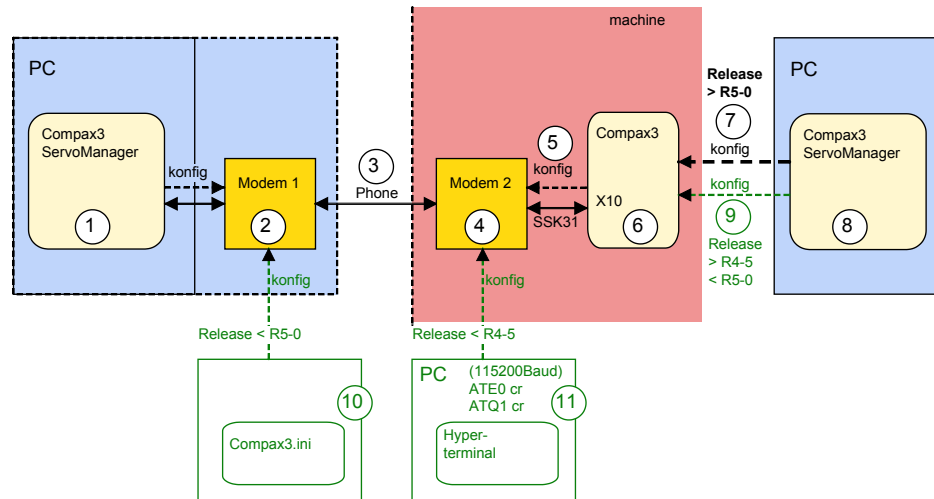 machine
PC
Compax3
ServoManager
1
konfig
Modem 1
2
3
Phone
Modem 2
4
5
konfig
SSK31
Compax3
X10
6
Release
> R5-0
7
konfig
konfig
9
Release
> R4-5
< R5-0
PC
Compax3
ServoManager
8
konfig
Release < R5-0
10
Compax3.ini
konfig
Release < R4-5
PC
(115200Baud)
ATE0 cr
ATQ1 cr
11
Hyper-
terminal